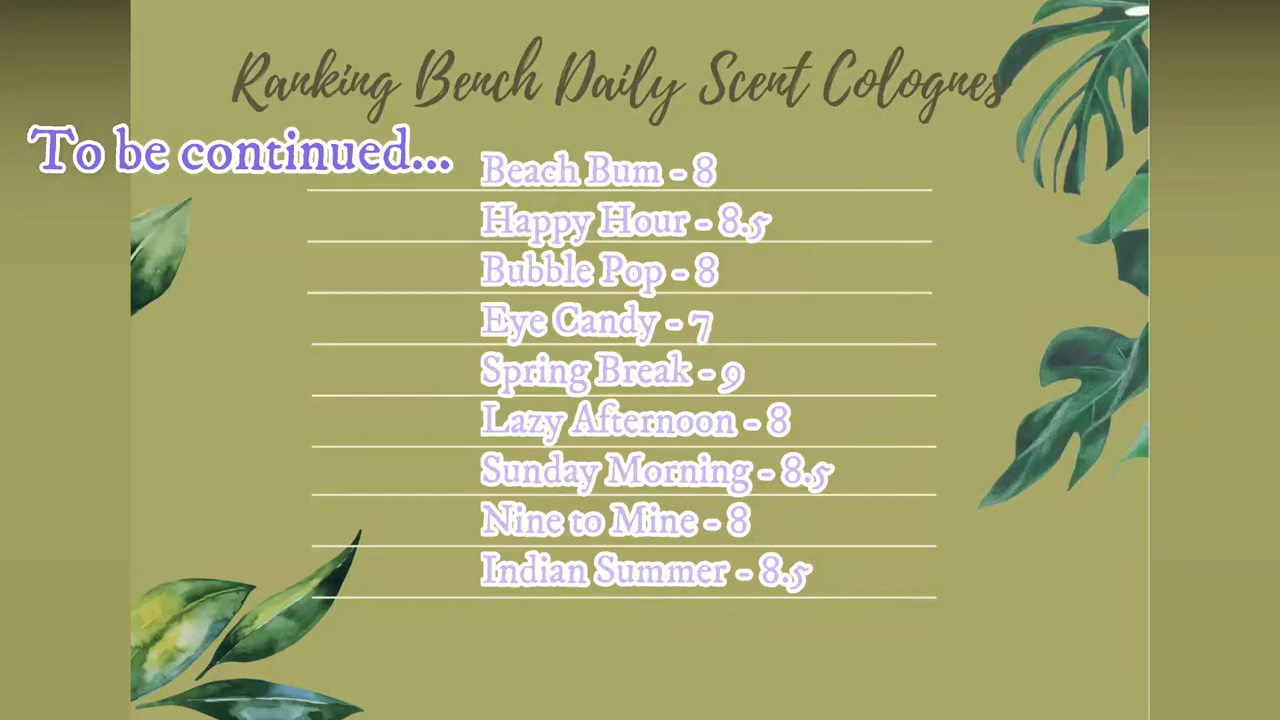 Ranking Bench Daily Scent Colognes
To be continued...
Beach Bum - 8
Happy Hour - 8.5
Bubble Pop - 8
Eye Candy - 7
Spring Break - 9
Lazy Afternoon - 8
Sunday Morning - 8.5
Nine to Mine - 8
Indian Summer - 8.5